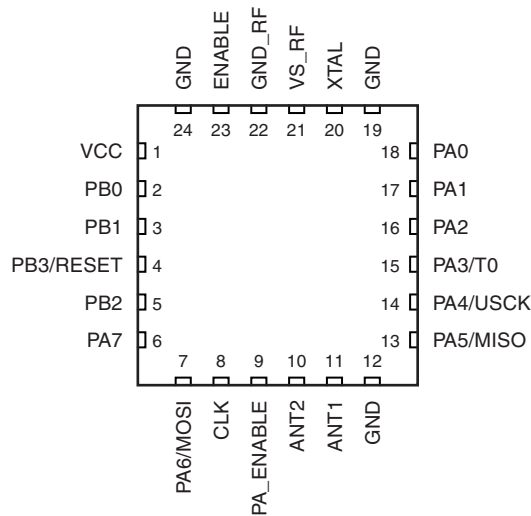 GND
ENABLE
GND_RF
VS_RF
XTAL
GND
24 23 22 21 20 19
VCC 1 18 PA0
PB0 2 17 PA1
PB1 3 16 PA2
PB3/RESET 4 15 PA3/T0
PB2 5 14 PA4/USCK
PA7 6 13 PA5/MISO
7 8 9 10 11 12
PA6/MOSI
CLK
PA_ENABLE
ANT2
ANT1
GND